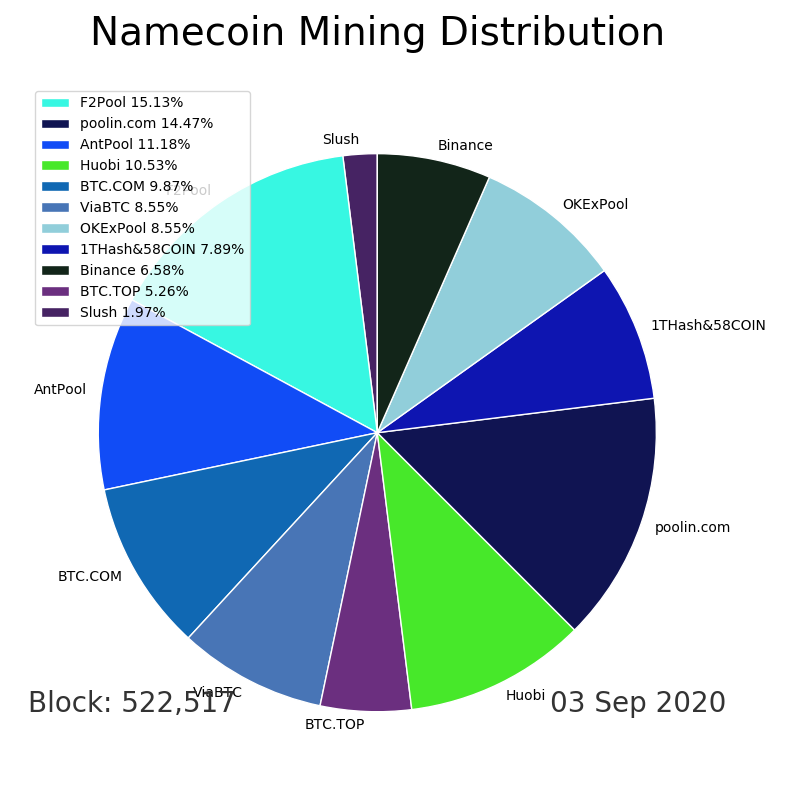 Namecoin Mining Distribution
F2Pool 15.13%
poolin.com 14.47%
AntPool 11.18%
Huobi 10.53%
BTC.COM 9.87%
ViaBTC 8.55%
OKExPool 8.55%
1THash&58COIN 7.89%
Binance 6.58%
BTC.TOP 5.26%
Slush 1.97%
Slush
Binance
F2Pool
OKExPool
1THash&58COIN
AntPool
poolin.com
BTC.COM
ViaBTC
Huobi
BTC.TOP
Block: 522,517
03 Sep 2020